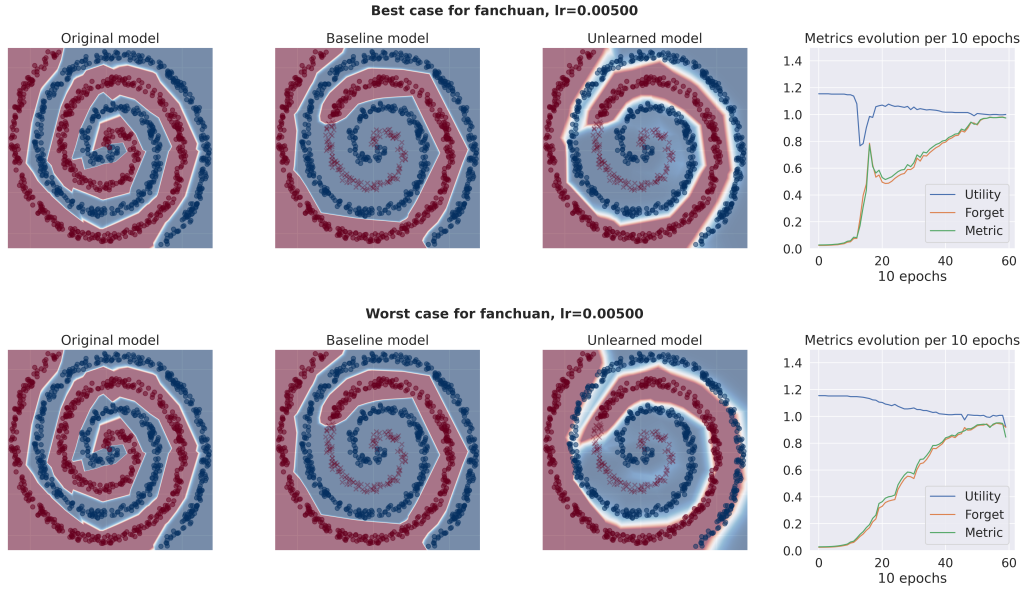 Best case for fanchuan, lr=0.00500
Original model
Baseline model
Unlearned model
Metrics evolution per 10 epochs
1.4
1.2
1.0
0.8
0.6
0.4
0.2
0.0
Utility
Forget
Metric
0 20 40 60
10 epochs
Worst case for fanchuan, lr=0.00500
Original model
Baseline model
Unlearned model
Metrics evolution per 10 epochs
1.4
1.2
1.0
0.8
0.6
0.4
0.2
0.0
Utility
Forget
Metric
0 20 40 60
10 epochs